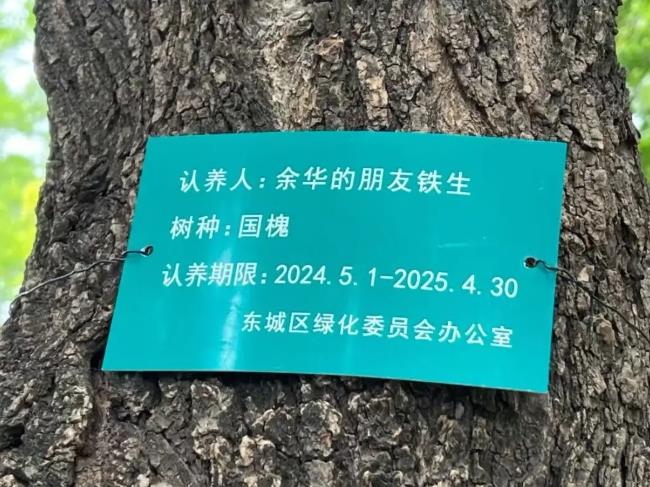 认养人：余华的朋友铁生
树种：国槐
认养期限：2024.5.1-2025.4.30
东城区绿化委员会办公室